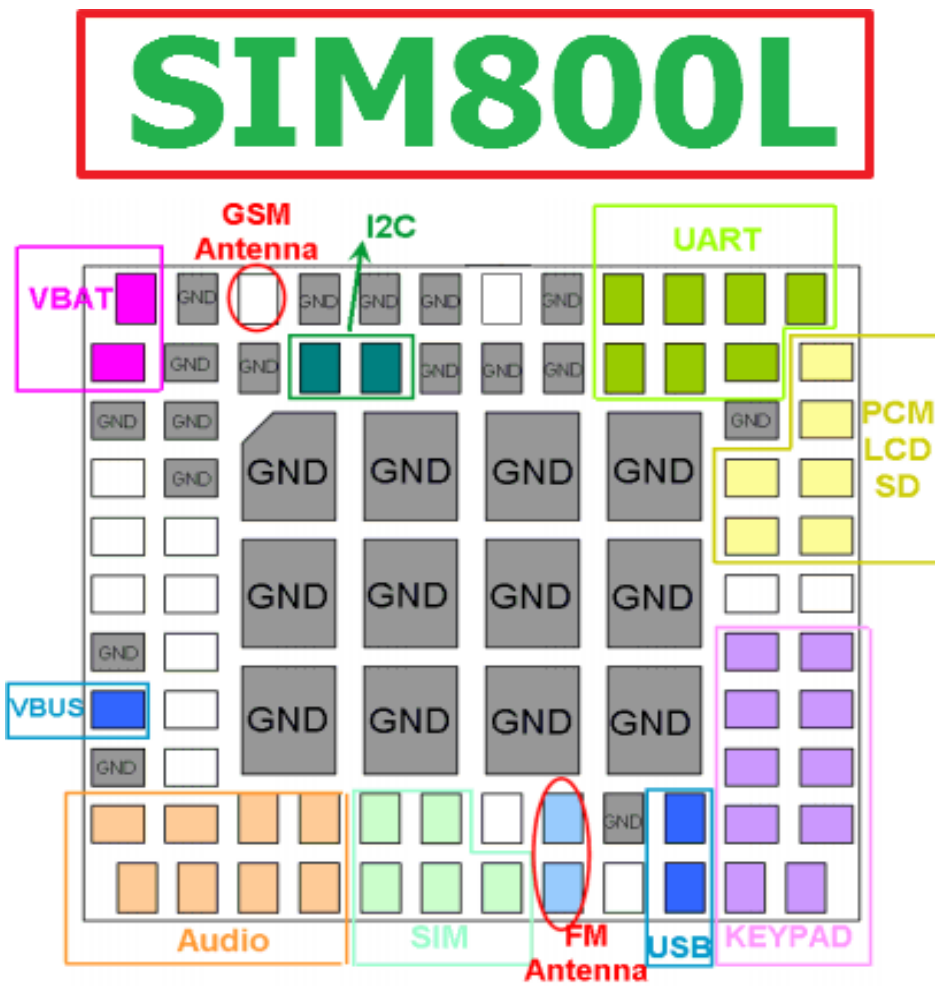 SIM800L
GSM
Antenna
I2C
UART
VBAT
GND GND GND GND GND
GND GND GND GND GND
GND GND GND
PCM
LCD
SD
GND
GND GND GND GND
GND GND GND GND
GND
VBUS
GND GND GND GND
GND
GND
Audio
SIM
FM
Antenna
USB
KEYPAD